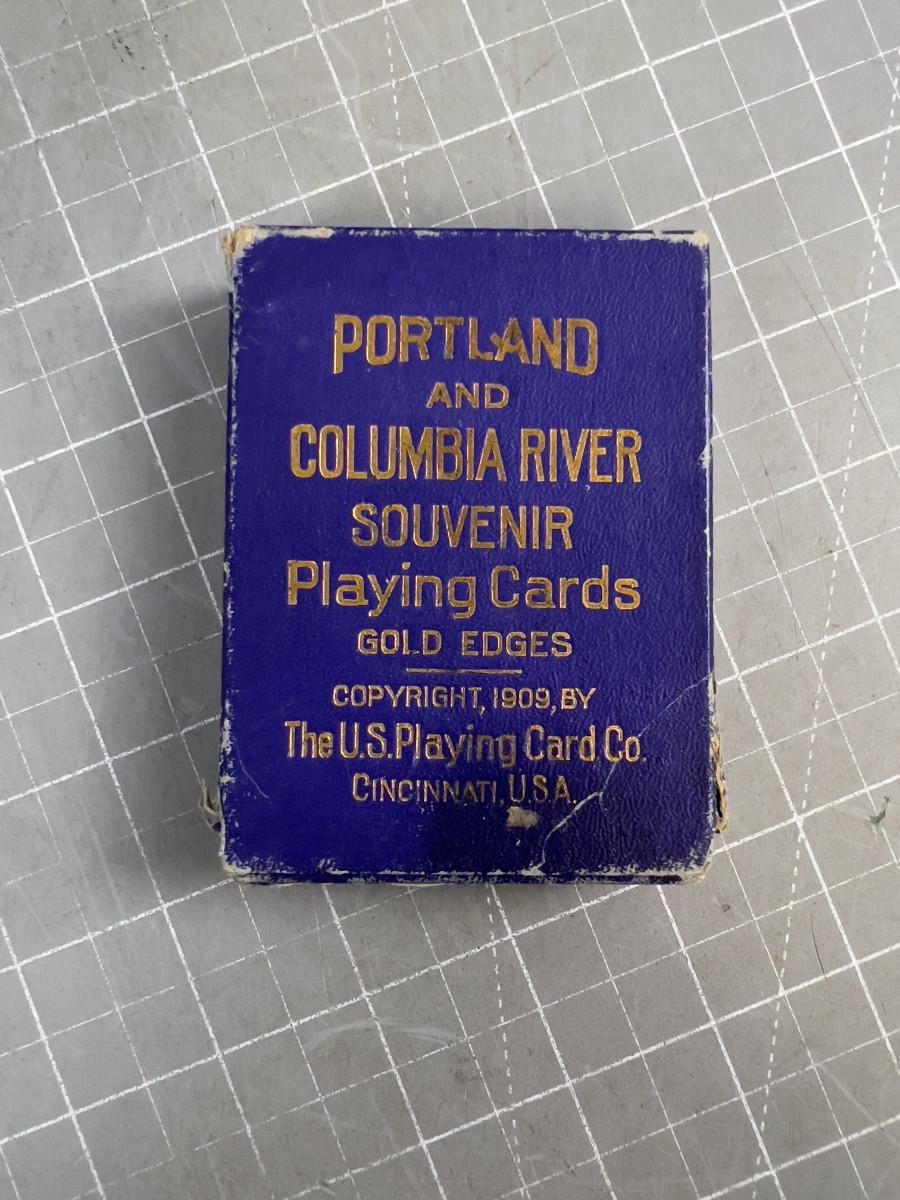 PORTLAND
AND
COLUMBIA RIVER
SOUVENIR
Playing Cards
GOLD EDGES
COPYRIGHT, 1909, BY
The U.S. Playing Card Co.
CINCINNATI, U.S.A.